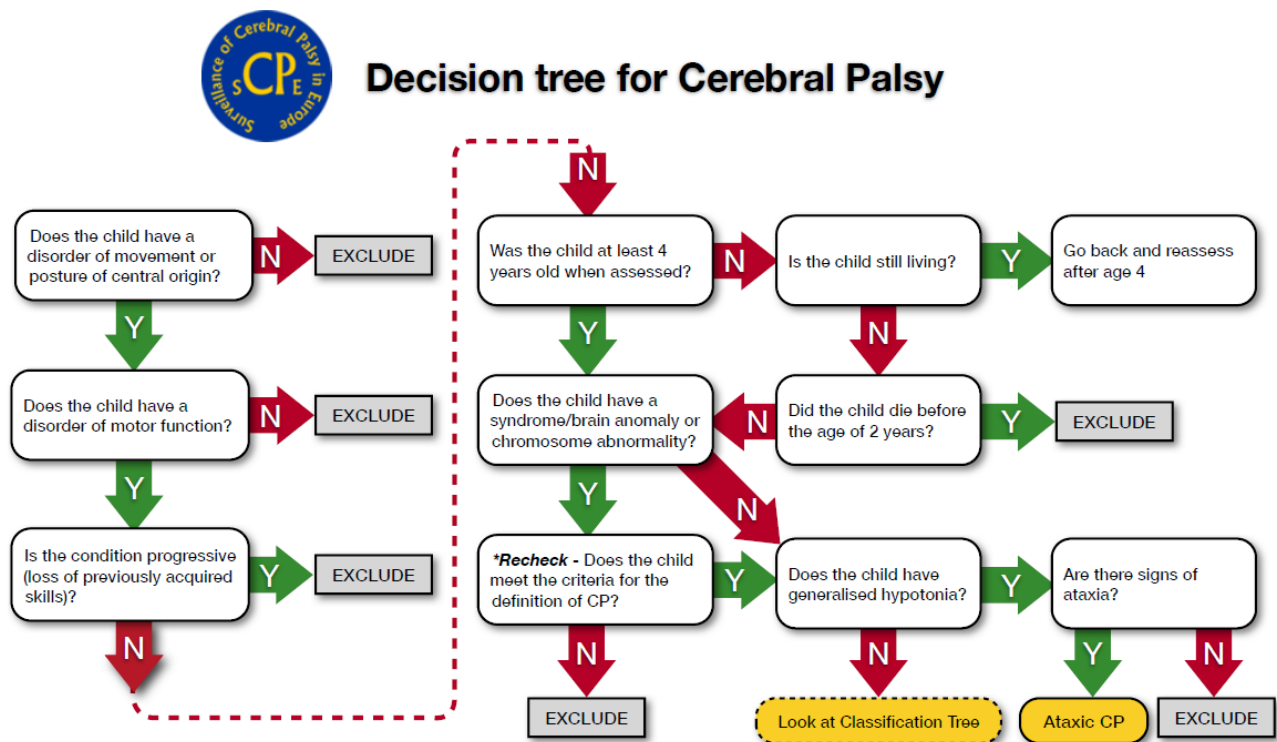 Surveillance of Cerebral Palsy in Europe
SCPE
Decision tree for Cerebral Palsy
Does the child have a
disorder of movement or
posture of central origin?
N
EXCLUDE
Y
Does the child have a
disorder of motor function?
N
EXCLUDE
Y
Is the condition progressive
(loss of previously acquired
skills)?
Y
EXCLUDE
N
N
Was the child at least 4
years old when assessed?
N
Is the child still living?
Y
Go back and reassess
after age 4
Y
N
Does the child have a
syndrome/brain anomaly or
chromosome abnormality?
N
Did the child die before
the age of 2 years?
Y
EXCLUDE
Y
N
*Recheck - Does the child
meet the criteria for the
definition of CP?
Y
Does the child have
generalised hypotonia?
Y
Are there signs of
ataxia?
N
N
Y
N
EXCLUDE
Look at Classification Tree
Ataxic CP
EXCLUDE